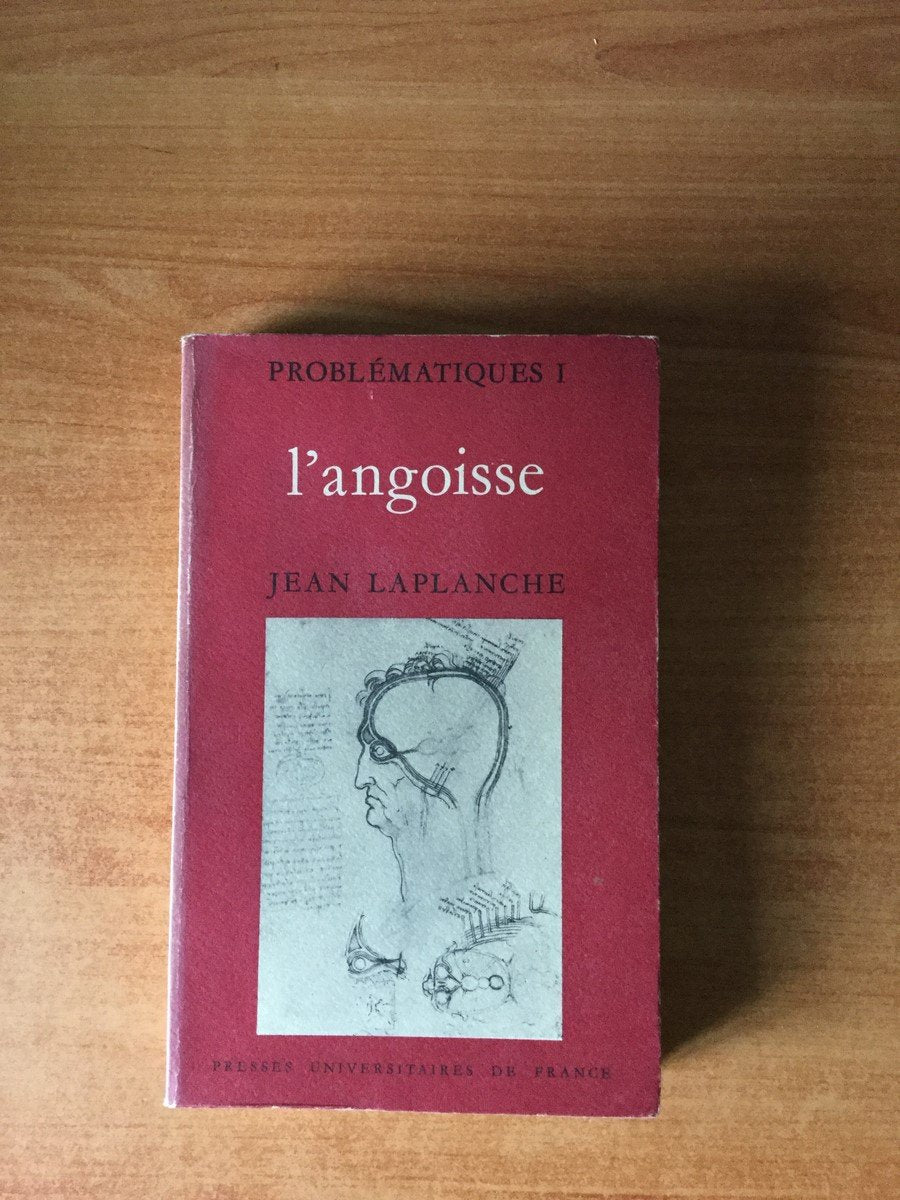 PROBLÉMATIQUES I
l'angoisse
JEAN LAPLANCHE
PRESSES UNIVERSITAIRES DE FRANCE